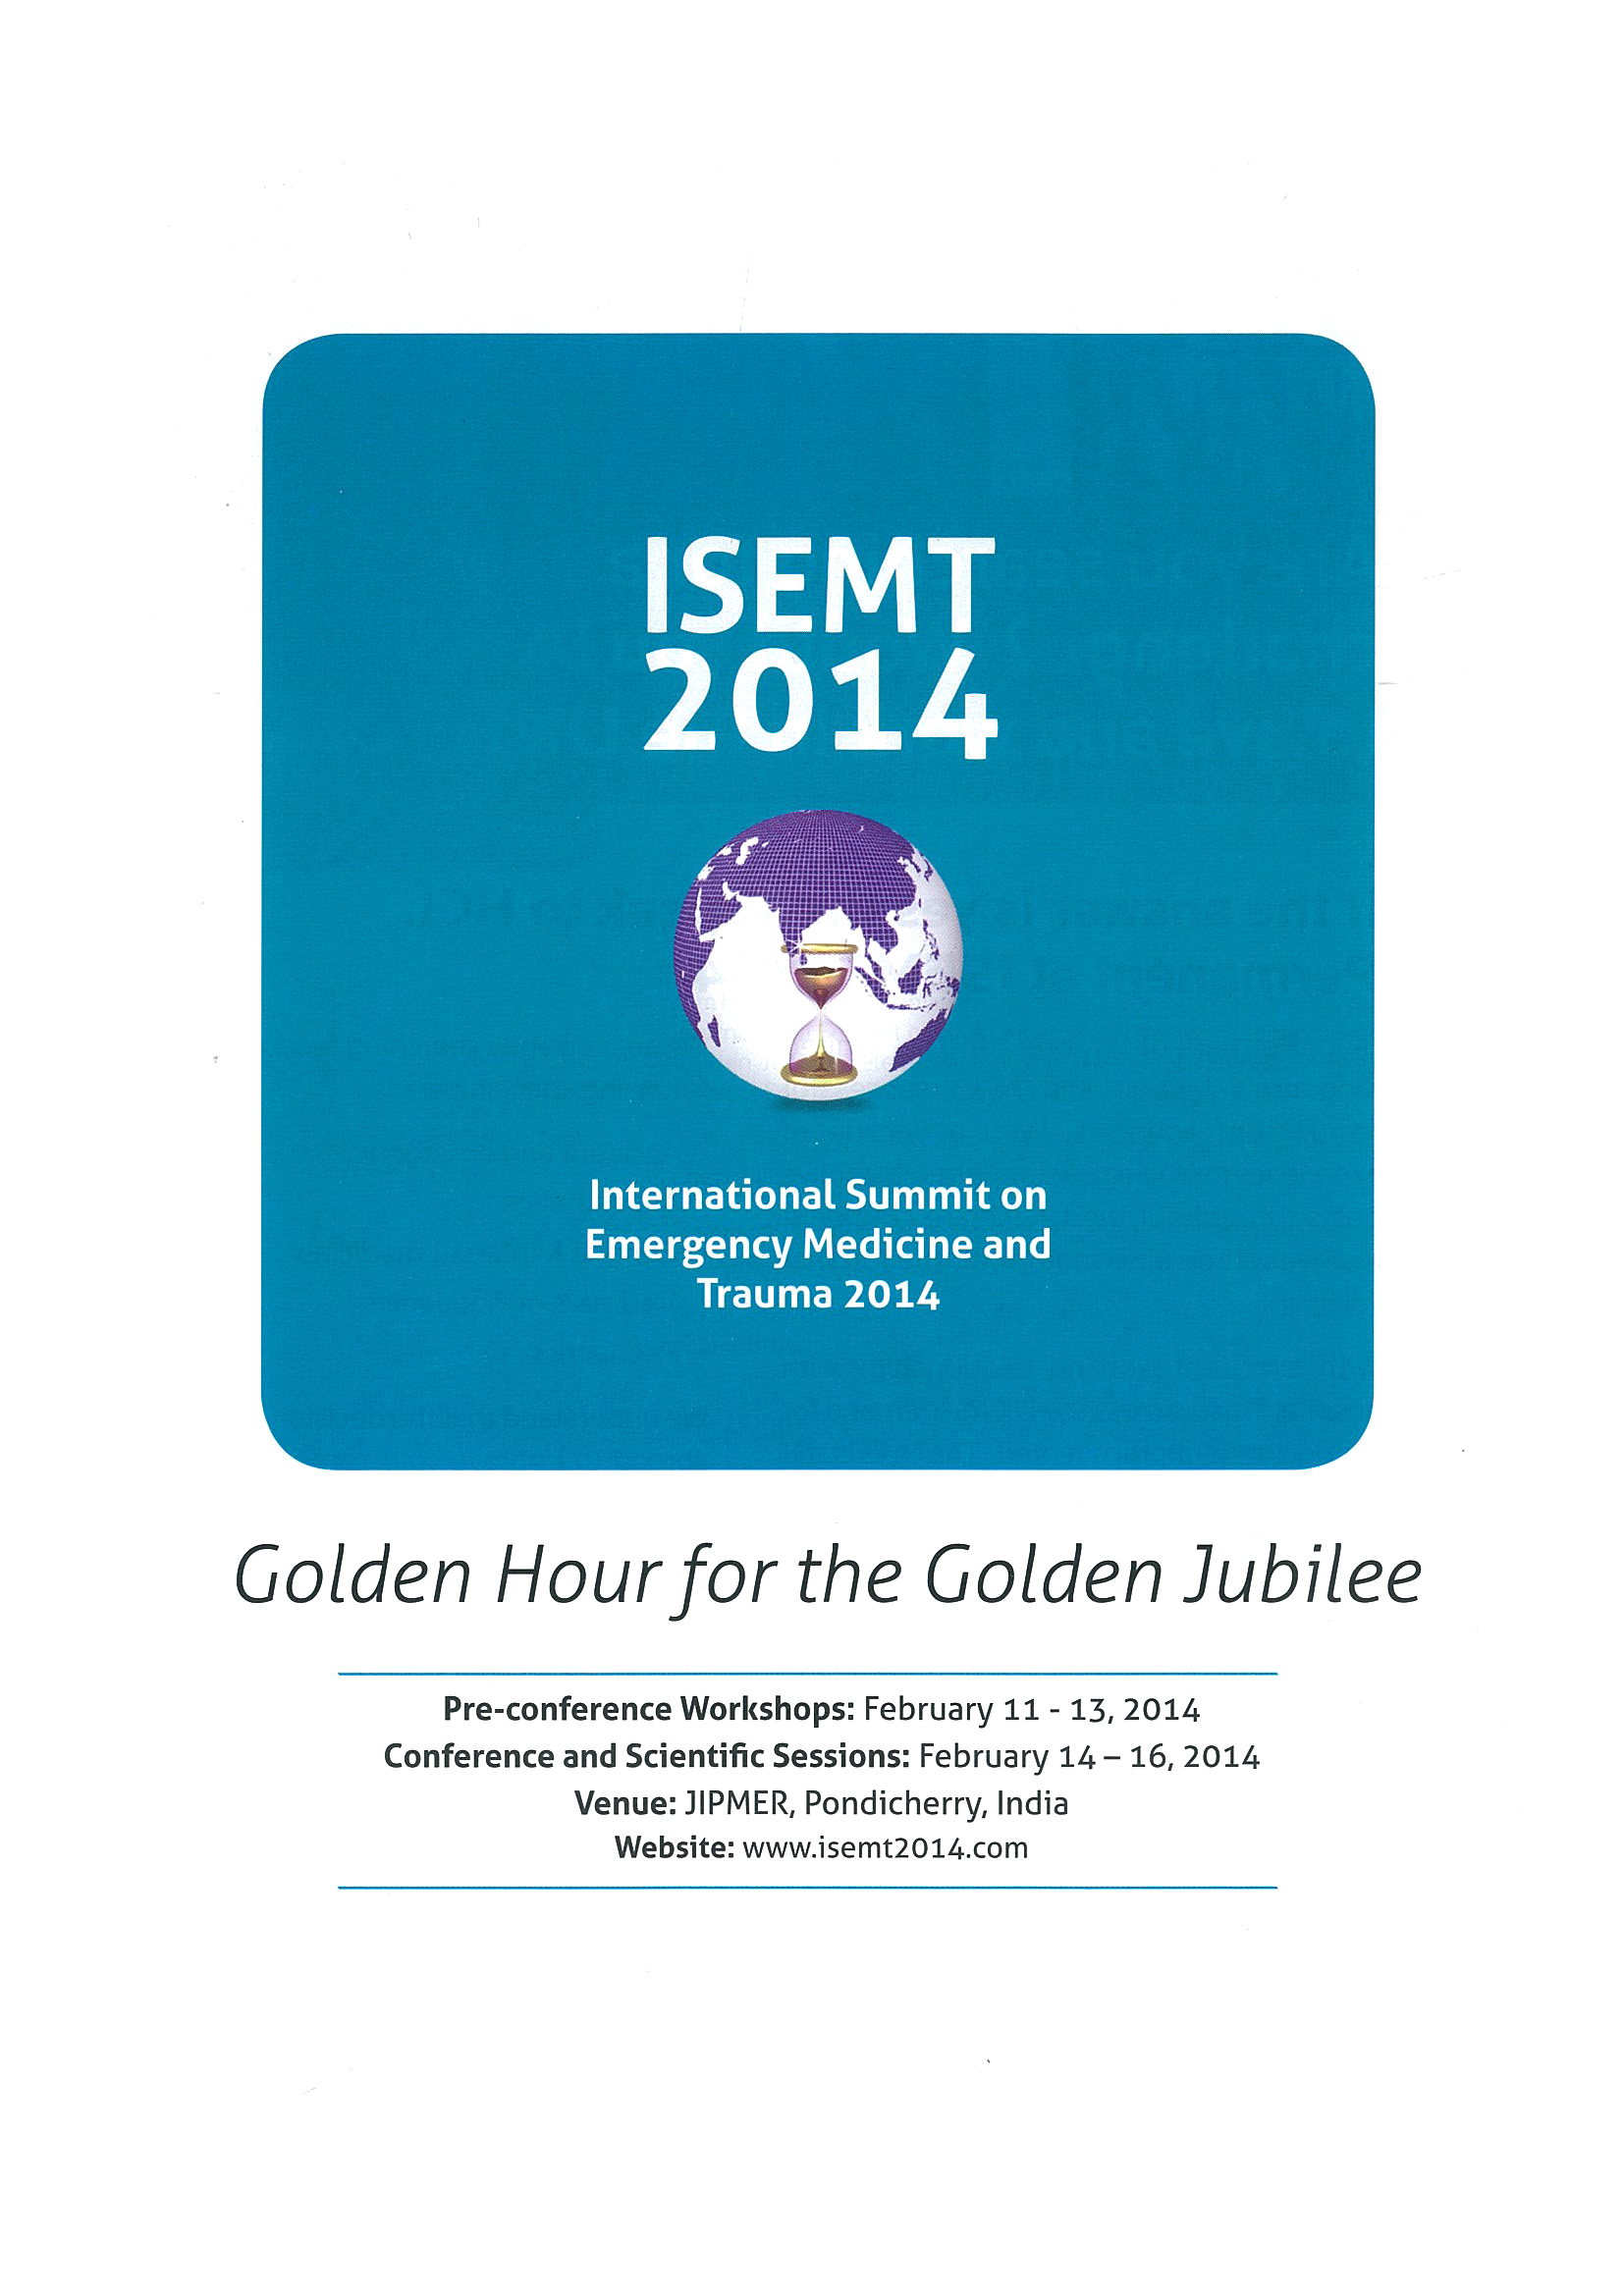 ISEMT
2014
International Summit on
Emergency Medicine and
Trauma 2014
Golden Hour for the Golden Jubilee
Pre-conference Workshops: February 11 - 13, 2014
Conference and Scientific Sessions: February 14 – 16, 2014
Venue: JIPMER, Pondicherry, India
Website: www.isemt2014.com